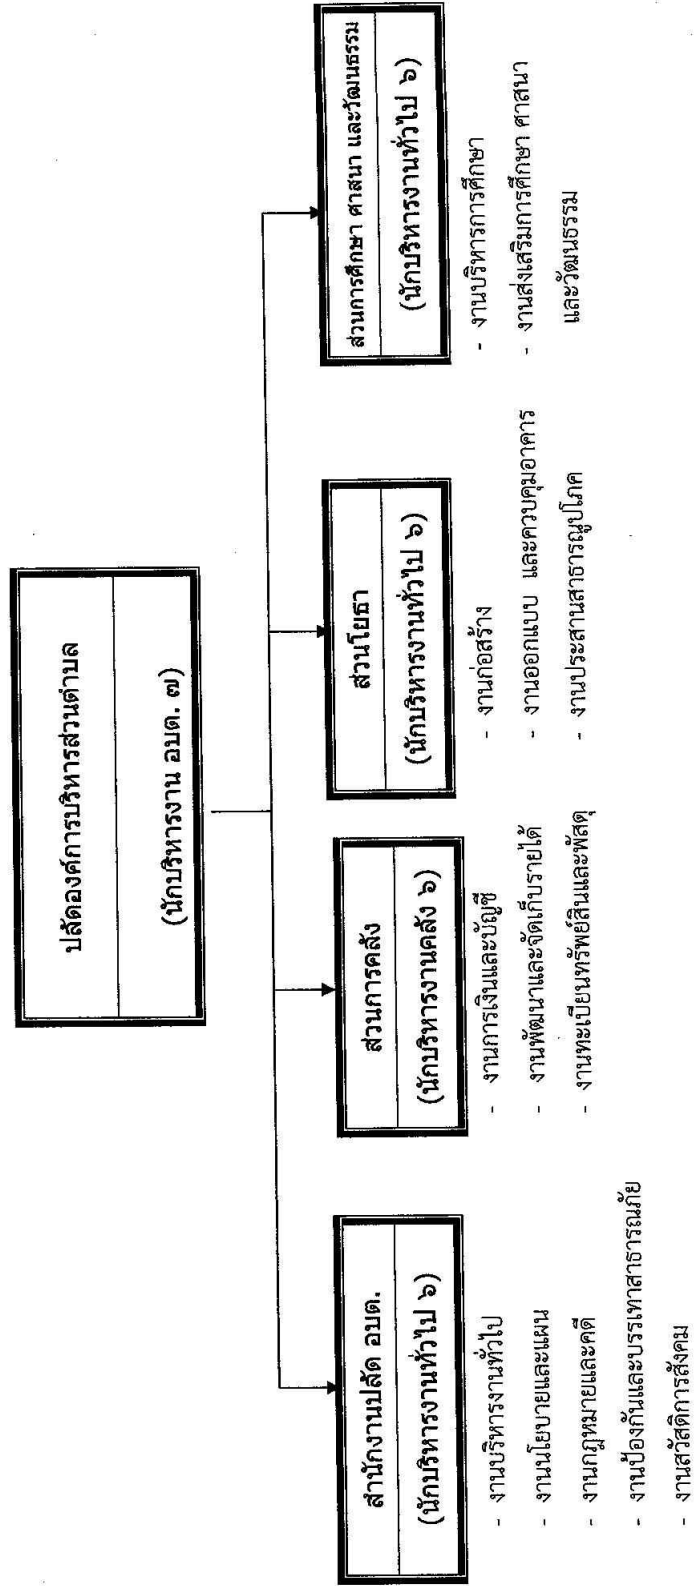 ปลัดองค์การบริหารส่วนตำบล
(นักบริหารงาน อบต. ๗)
สำนักงานปลัด อบต.
(นักบริหารงานทั่วไป ๖)
- งานบริหารงานทั่วไป
- งานนโยบายและแผน
- งานกฎหมายและคดี
- งานป้องกันและบรรเทาสาธารณภัย
- งานสวัสดิการสังคม
ส่วนการคลัง
(นักบริหารงานคลัง ๖)
- งานการเงินและบัญชี
- งานพัฒนาและจัดเก็บรายได้
- งานทะเบียนทรัพย์สินและพัสดุ
ส่วนโยธา
(นักบริหารงานทั่วไป ๖)
- งานก่อสร้าง
- งานออกแบบ และควบคุมอาคาร
- งานประสานสาธารณูปโภค
ส่วนการศึกษา ศาสนา และวัฒนธรรม
(นักบริหารงานทั่วไป ๖)
- งานบริหารการศึกษา
- งานส่งเสริมการศึกษา ศาสนา
และวัฒนธรรม